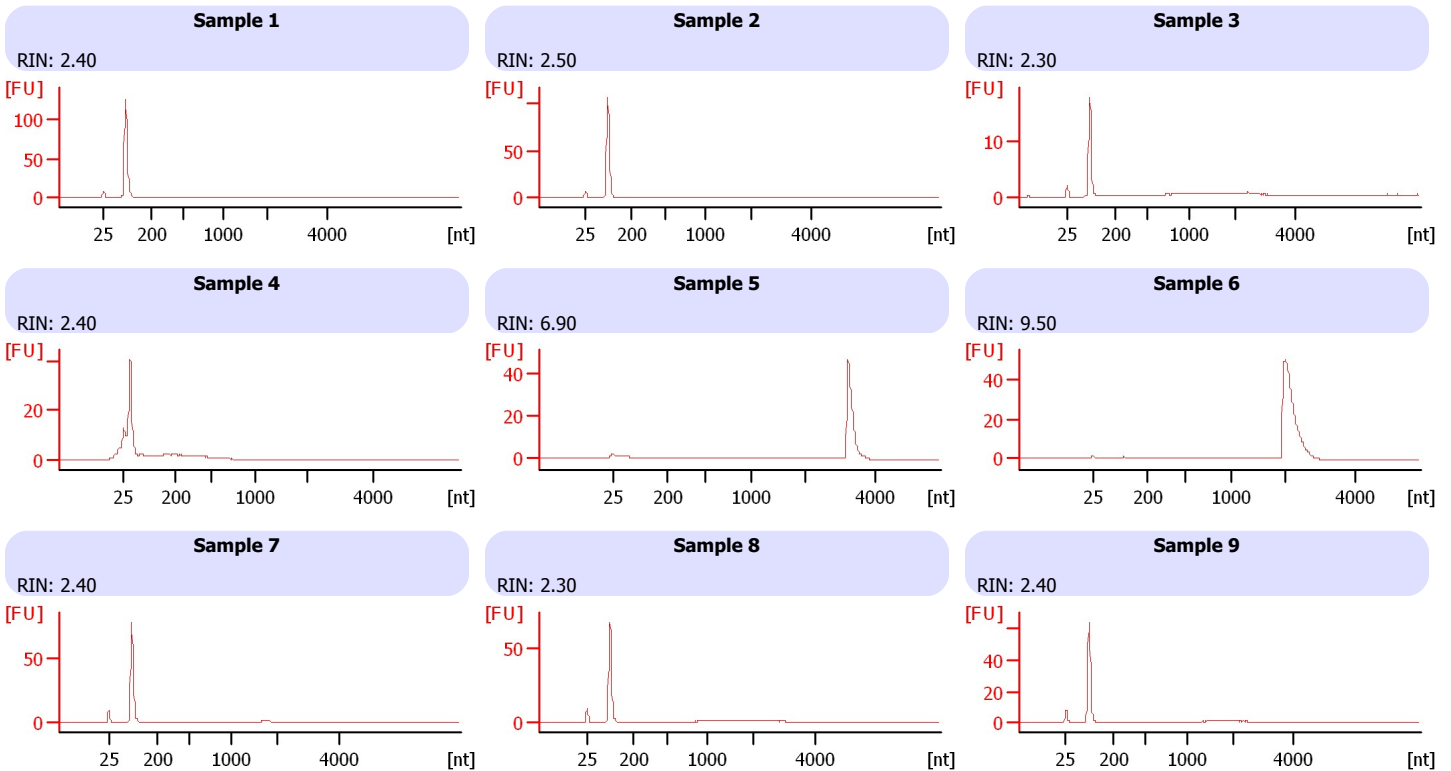 Sample 1
RIN: 2.40
[FU]
100
50
0
25 200 1000 4000 [nt]
Sample 2
RIN: 2.50
[FU]
50
0
25 200 1000 4000 [nt]
Sample 3
RIN: 2.30
[FU]
10
0
25 200 1000 4000 [nt]
Sample 4
RIN: 2.40
[FU]
20
0
25 200 1000 4000 [nt]
Sample 5
RIN: 6.90
[FU]
40
20
0
25 200 1000 4000 [nt]
Sample 6
RIN: 9.50
[FU]
40
20
0
25 200 1000 4000 [nt]
Sample 7
RIN: 2.40
[FU]
50
0
25 200 1000 4000 [nt]
Sample 8
RIN: 2.30
[FU]
50
0
25 200 1000 4000 [nt]
Sample 9
RIN: 2.40
[FU]
40
20
0
25 200 1000 4000 [nt]